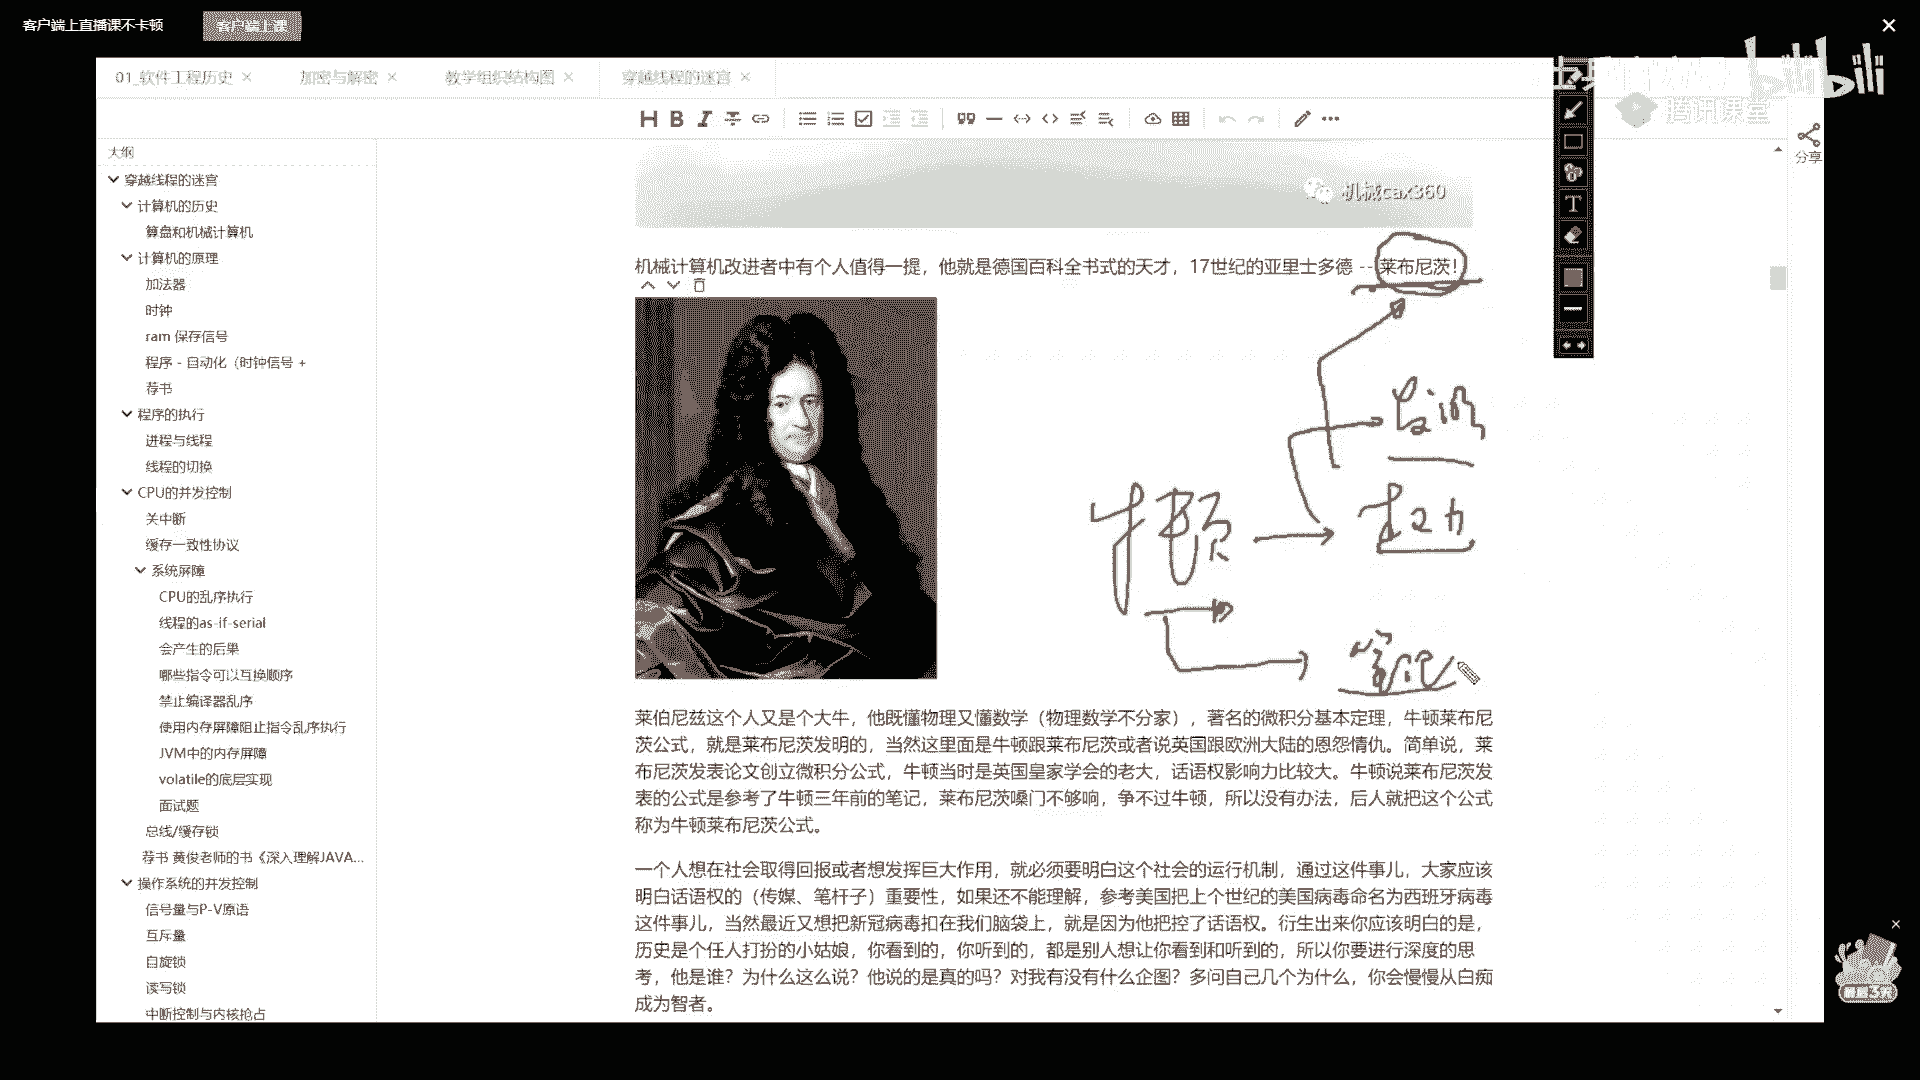 客户端上直播课不卡顿
客户端上课
bilibili
腾讯课堂
01_软件工程历史
加密与解密
教学组织结构图
穿越线程的迷宫
分享
大纲
穿越线程的迷宫
计算机的历史
算盘和机械计算机
计算机的原理
加法器
时钟
ram 保存信号
程序 - 自动化（时钟信号 +
荐书
程序的执行
进程与线程
线程的切换
CPU的并发控制
关中断
缓存一致性协议
系统屏障
CPU的乱序执行
线程的as-if-serial
会产生的后果
哪些指令可以互换顺序
禁止编译器乱序
使用内存屏障阻止指令乱序执行
JVM中的内存屏障
volatile的底层实现
面试题
总线/缓存锁
荐书 黄俊老师的书《深入理解JAVA...
操作系统的并发控制
信号量与P-V原语
互斥量
自旋锁
读写锁
中断控制与内核抢占
机械cax360
机械计算机改进者中有个人值得一提，他就是德国百科全书式的天才，17世纪的亚里士多德 -- 莱布尼茨！
牛顿
笔记
莱伯尼兹这个人又是个大牛，他既懂物理又懂数学（物理数学不分家），著名的微积分基本定理，牛顿莱布尼
茨公式，就是莱布尼茨发明的，当然这里面是牛顿跟莱布尼茨或者说英国跟欧洲大陆的恩怨情仇。简单说，莱
布尼茨发表论文创立微积分公式，牛顿当时是英国皇家学会的老大，话语权影响力比较大。牛顿说莱布尼茨发
表的公式是参考了牛顿三年前的笔记，莱布尼茨嗓门不够响，争不过牛顿，所以没有办法，后人就把这个公式
称为牛顿莱布尼茨公式。
一个人想在社会取得回报或者想发挥巨大作用，就必须要明白这个社会的运行机制，通过这件事儿，大家应该
明白话语权的（传媒、笔杆子）重要性，如果还不能理解，参考美国把上个世纪的美国病毒命名为西班牙病毒
这件事儿，当然最近又想把新冠病毒扣在我们脑袋上，就是因为他把控了话语权。衍生出来你应该明白的是，
历史是个任人打扮的小姑娘，你看到的，你听到的，都是别人想让你看到和听到的，所以你要进行深度的思
考，他是谁？为什么这么说？他说的是真的吗？对我有没有什么企图？多问自己几个为什么，你会慢慢从白痴
成为智者。